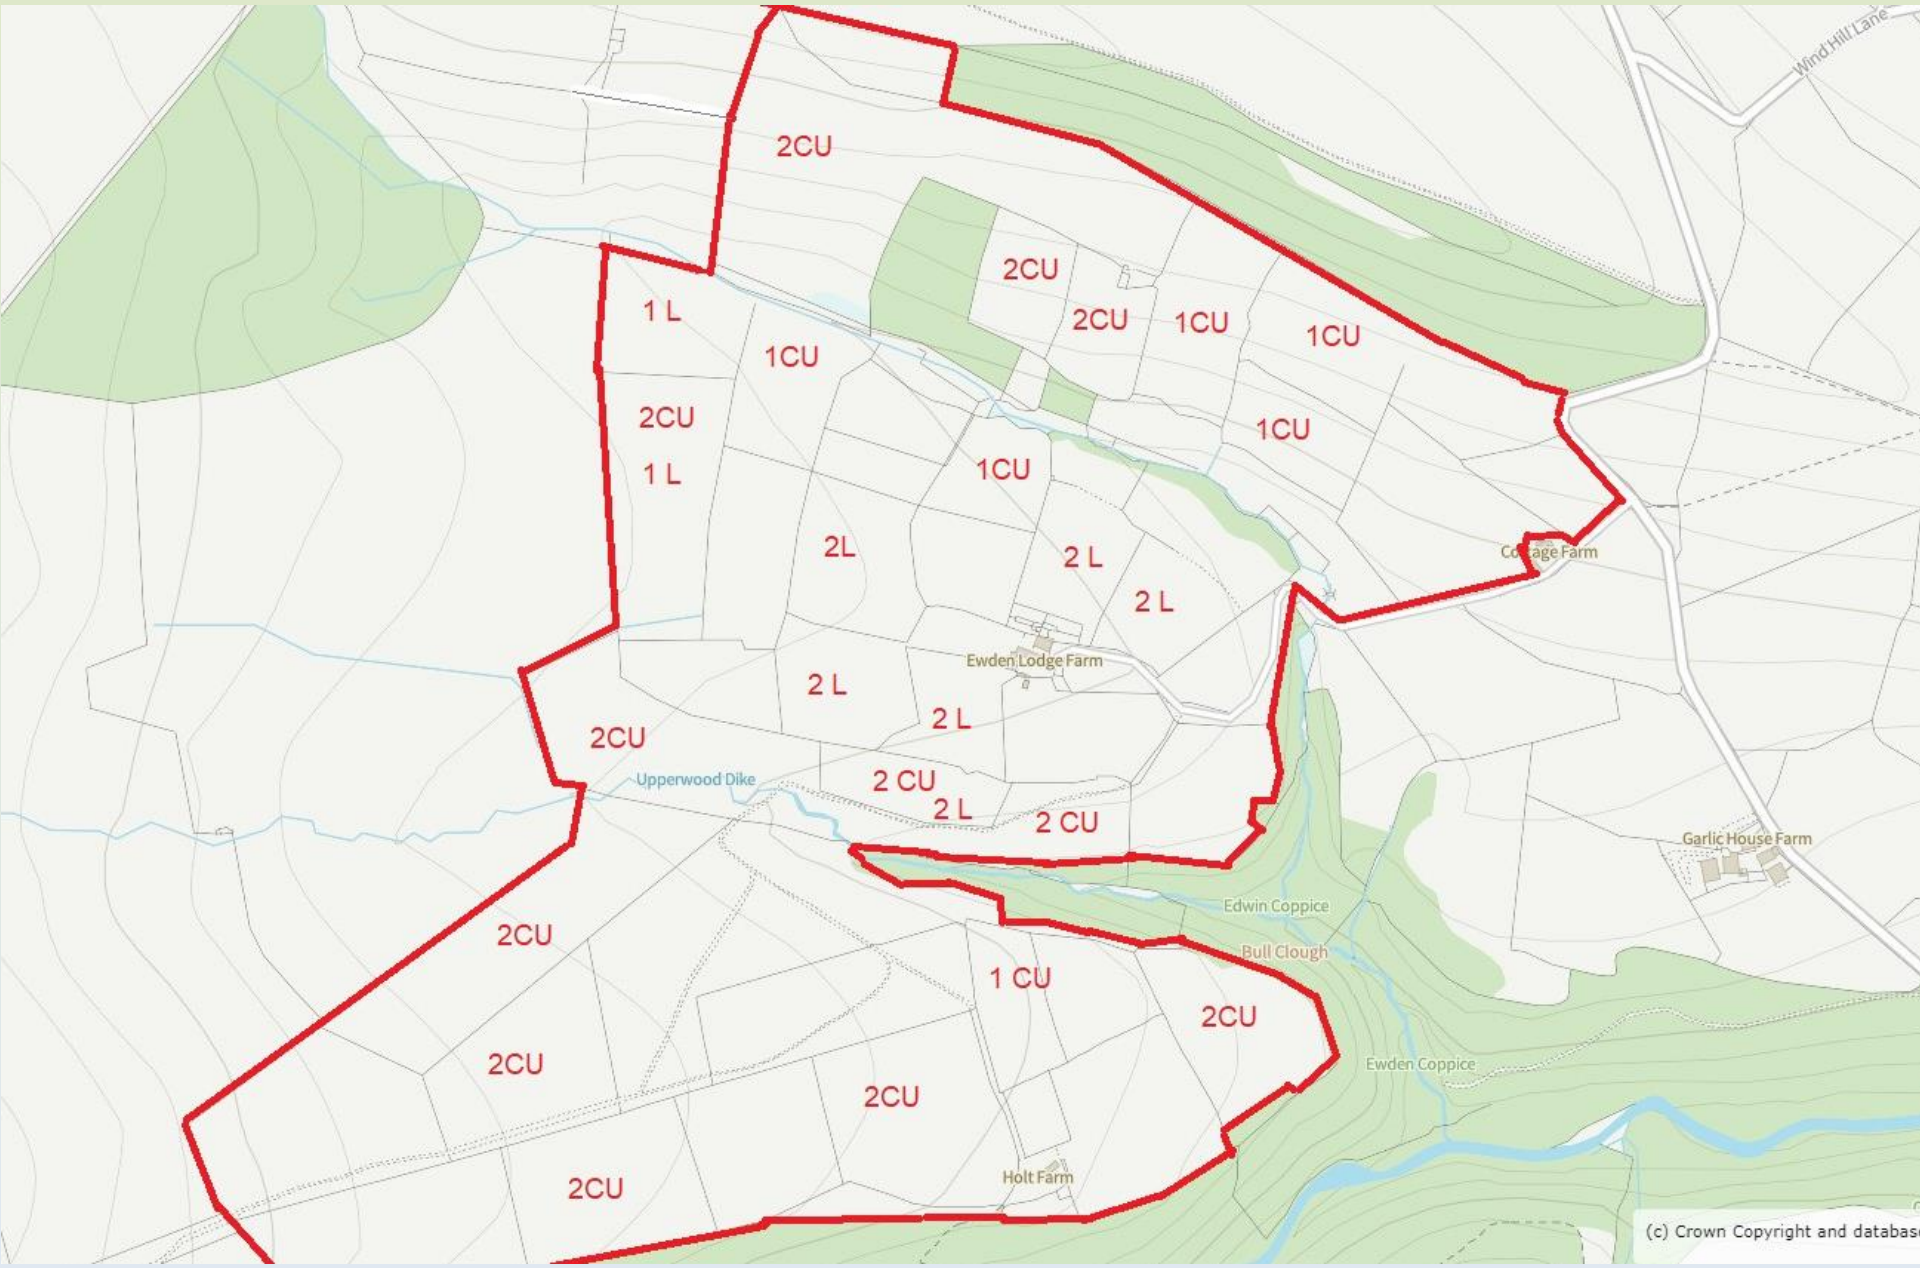 Wind Hill Lane
2CU
2CU
1 L
2CU
1CU
1CU
1CU
2CU
1CU
1 L
1CU
2L
2 L
Cottage Farm
2 L
Ewden Lodge Farm
2 L
2 L
2CU
Upperwood Dike
2 CU
2 L
2 CU
Garlic House Farm
Edwin Coppice
2CU
Bull Clough
1 CU
2CU
2CU
Ewden Coppice
2CU
Holt Farm
2CU
(c) Crown Copyright and database